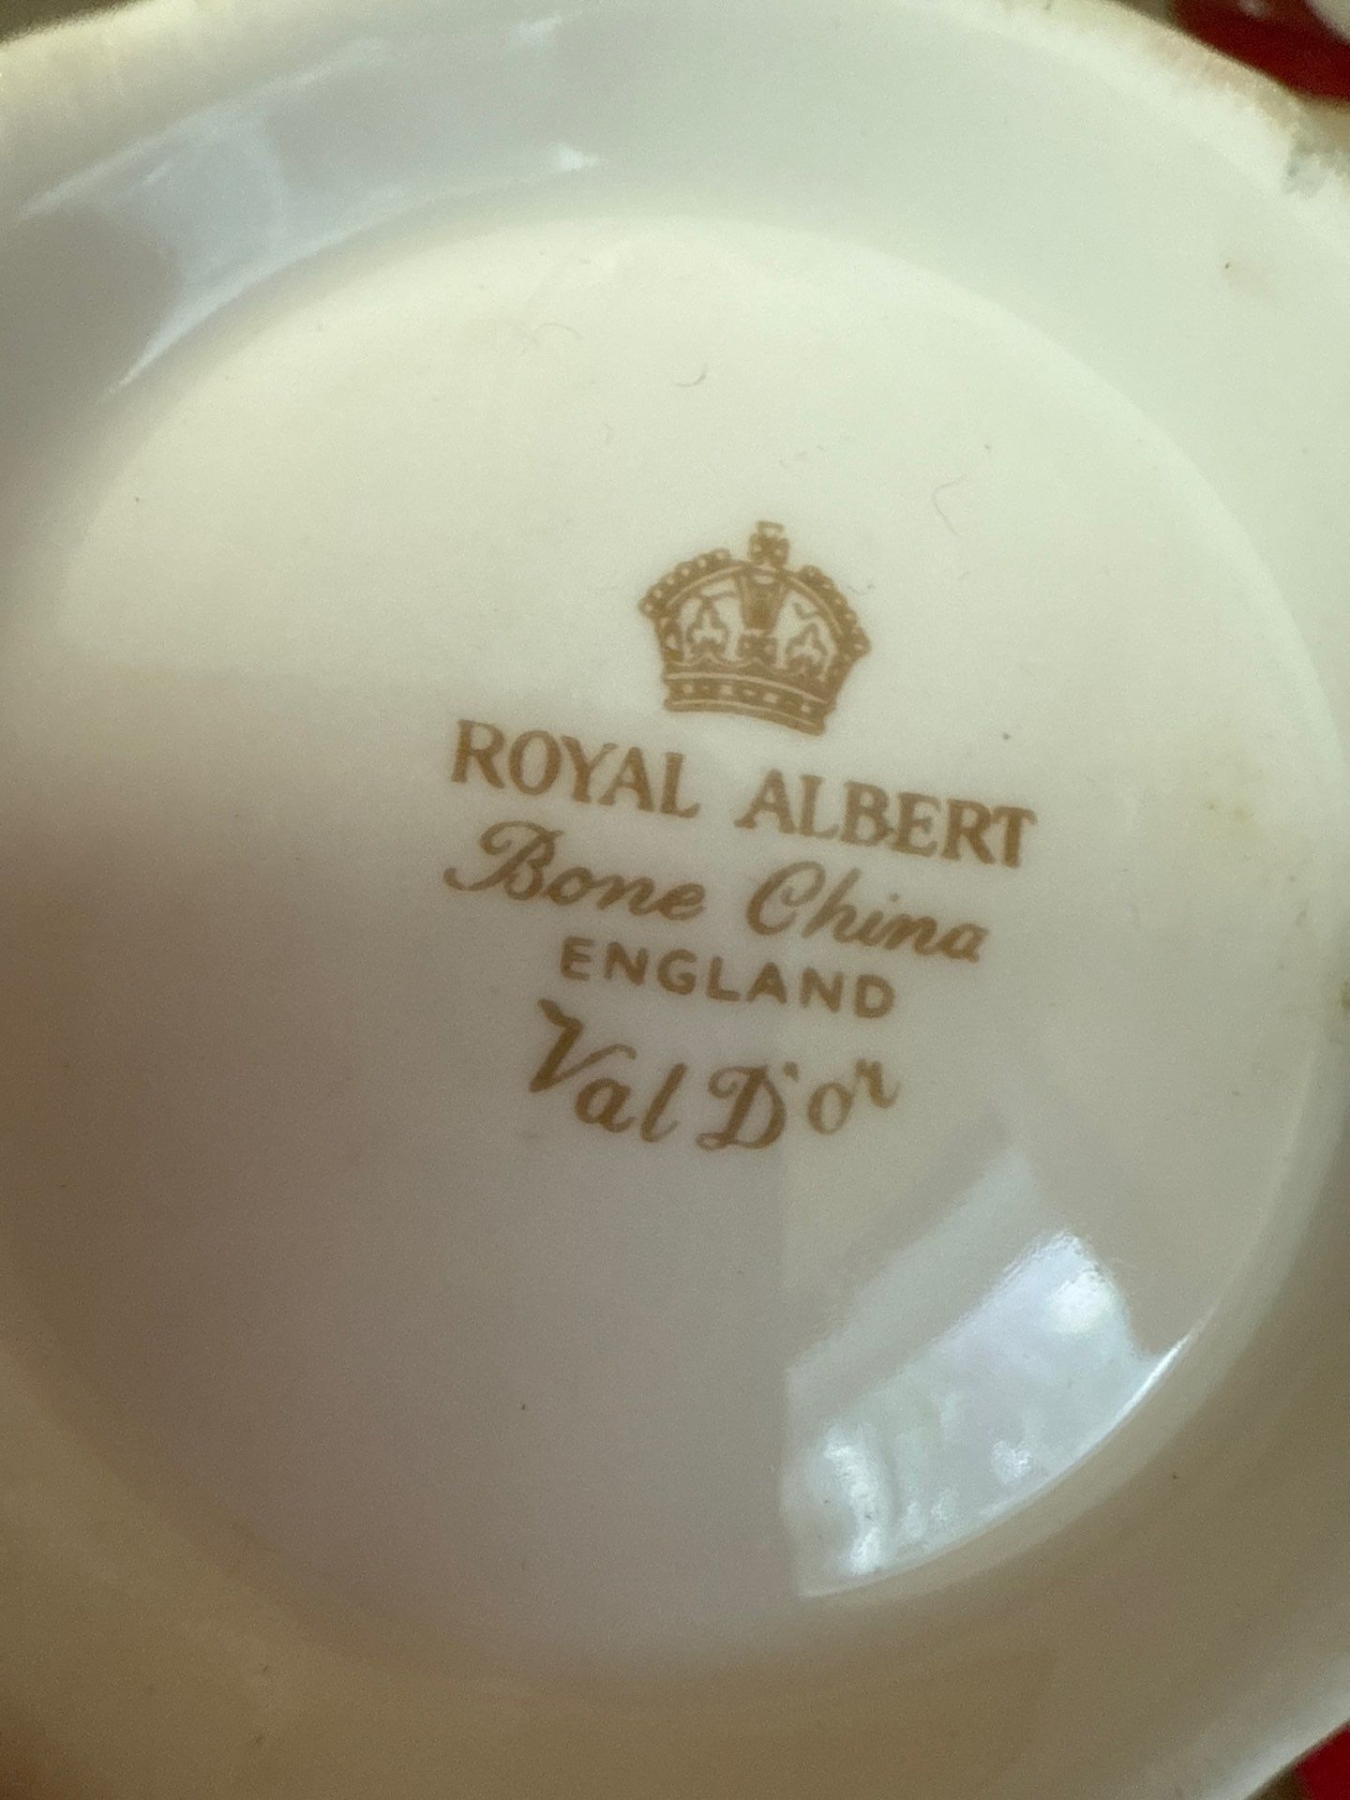 ROYAL ALBERT
Bone China
ENGLAND
Val D'or